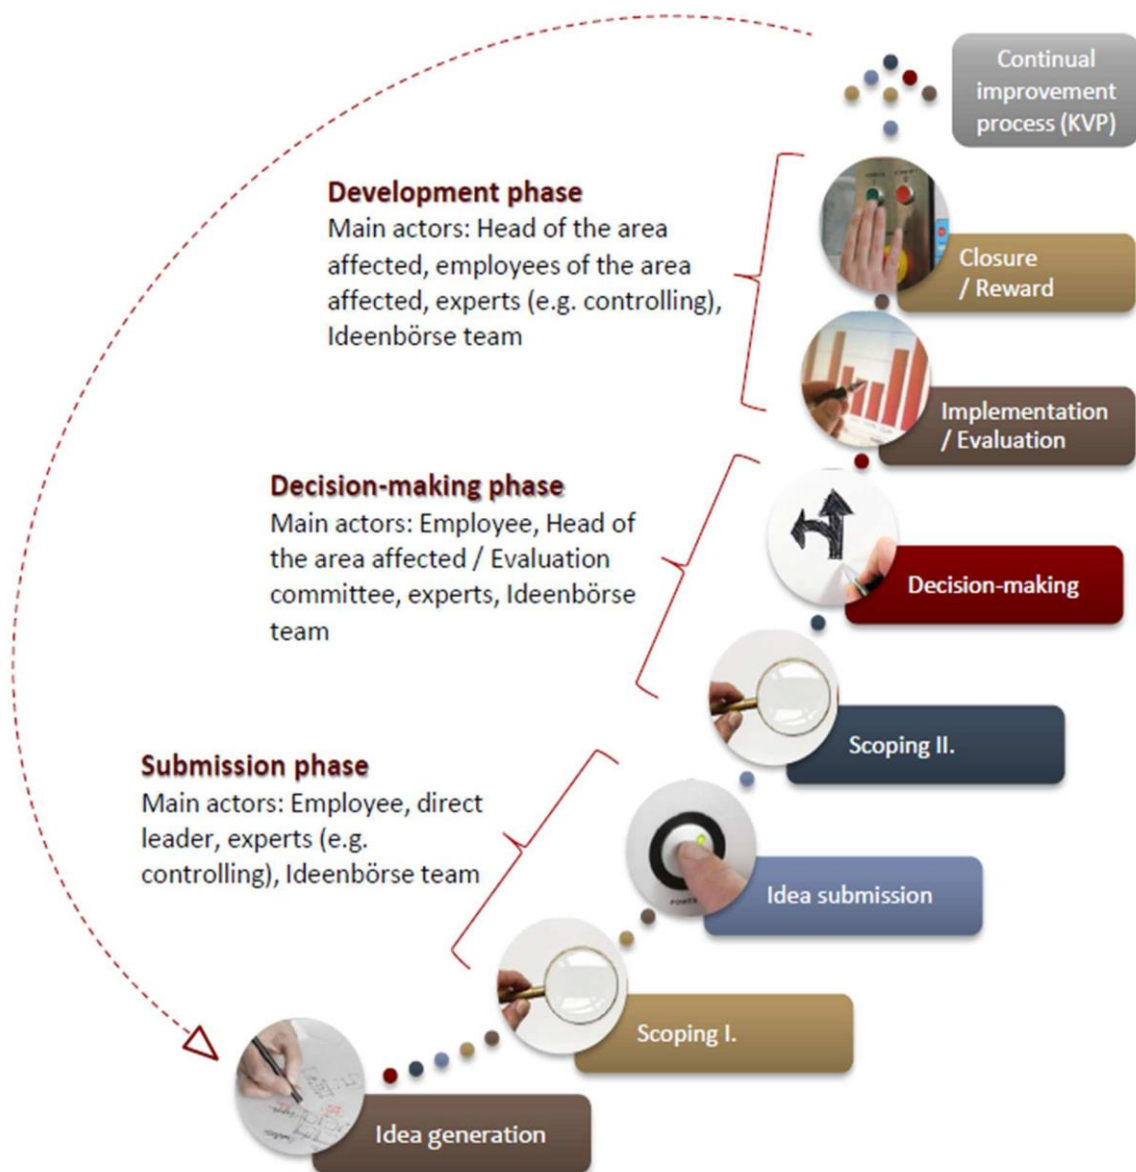 Continual
improvement
process (KVP)
Development phase
Main actors: Head of the area
affected, employees of the area
affected, experts (e.g. controlling),
Ideenbörse team
Closure
/ Reward
Implementation
/ Evaluation
Decision-making phase
Main actors: Employee, Head of
the area affected / Evaluation
committee, experts, Ideenbörse
team
Decision-making
Scoping II.
Submission phase
Main actors: Employee, direct
leader, experts (e.g.
controlling), Ideenbörse team
POWER
Idea submission
Scoping I.
Idea generation